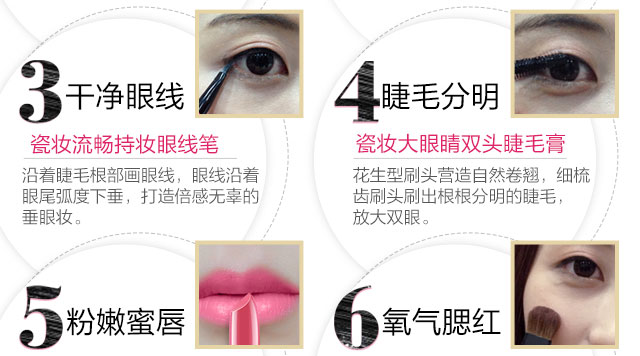 3 干净眼线
瓷妆流畅持妆眼线笔
沿着睫毛根部画眼线，眼线沿着
眼尾弧度下垂，打造倍感无辜的
垂眼妆。
4 睫毛分明
瓷妆大眼睛双头睫毛膏
花生型刷头营造自然卷翘，细梳
齿刷头刷出根根分明的睫毛，
放大双眼。
5 粉嫩蜜唇
6 氧气腮红